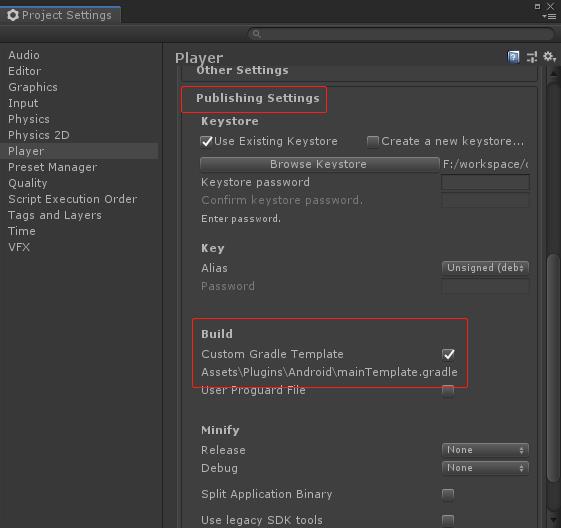 Project Settings
Audio
Editor
Graphics
Input
Physics
Physics 2D
Player
Preset Manager
Quality
Script Execution Order
Tags and Layers
Time
VFX
Player
Other Settings
Publishing Settings
Keystore
Use Existing Keystore Create a new keystore...
Browse Keystore F:/workspace/c
Keystore password
Confirm keystore password.
Enter password.
Key
Alias Unsigned (deb
Password
Build
Custom Gradle Template
Assets\Plugins\Android\mainTemplate.gradle
User Proguard File
Minify
Release None
Debug None
Split Application Binary
Use legacy SDK tools